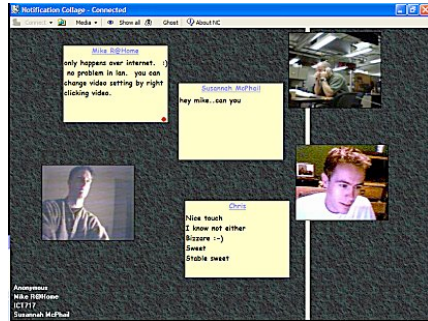 Notification Collage - Connected
Connect Media Show all Ghost About NC
Mike R@Home
only happens over internet. :)
no problem in lan. you can
change video setting by right
clicking video.
Susannah McPhail
hey mike..can you
Chris
Nice touch
I know not either
Bizzare :-)
Sweet
Stable sweet
Anonymous
Mike R@Home
ICT717
Susannah McPhail